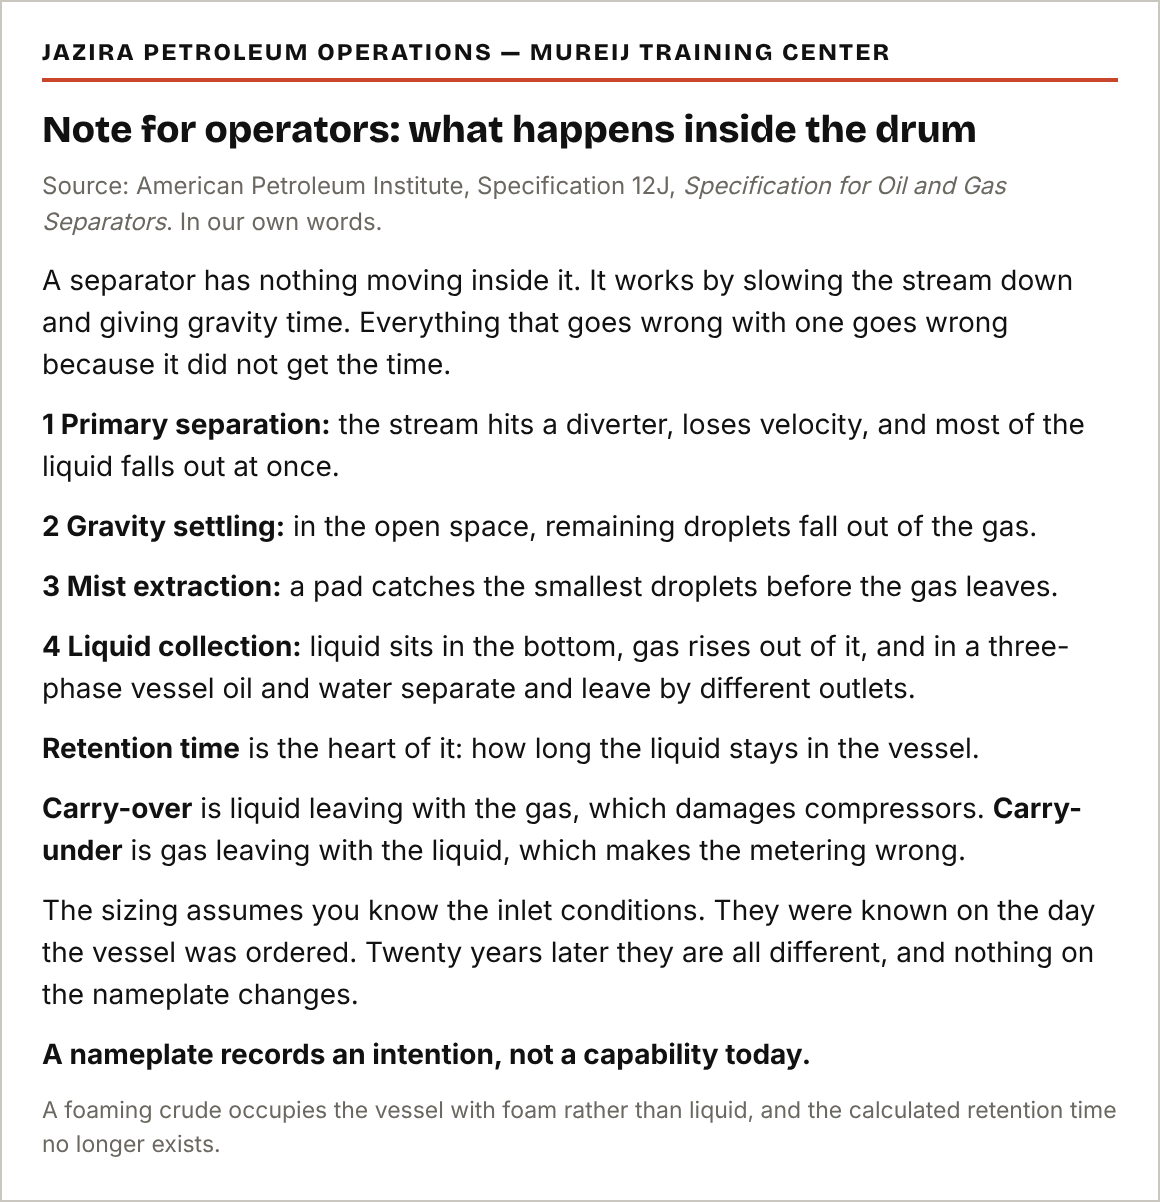 JAZIRA PETROLEUM OPERATIONS — MUREIJ TRAINING CENTER
Note for operators: what happens inside the drum
Source: American Petroleum Institute, Specification 12J, Specification for Oil and Gas
Separators. In our own words.
A separator has nothing moving inside it. It works by slowing the stream down
and giving gravity time. Everything that goes wrong with one goes wrong
because it did not get the time.
1 Primary separation: the stream hits a diverter, loses velocity, and most of the
liquid falls out at once.
2 Gravity settling: in the open space, remaining droplets fall out of the gas.
3 Mist extraction: a pad catches the smallest droplets before the gas leaves.
4 Liquid collection: liquid sits in the bottom, gas rises out of it, and in a three-
phase vessel oil and water separate and leave by different outlets.
Retention time is the heart of it: how long the liquid stays in the vessel.
Carry-over is liquid leaving with the gas, which damages compressors. Carry-
under is gas leaving with the liquid, which makes the metering wrong.
The sizing assumes you know the inlet conditions. They were known on the day
the vessel was ordered. Twenty years later they are all different, and nothing on
the nameplate changes.
A nameplate records an intention, not a capability today.
A foaming crude occupies the vessel with foam rather than liquid, and the calculated retention time
no longer exists.